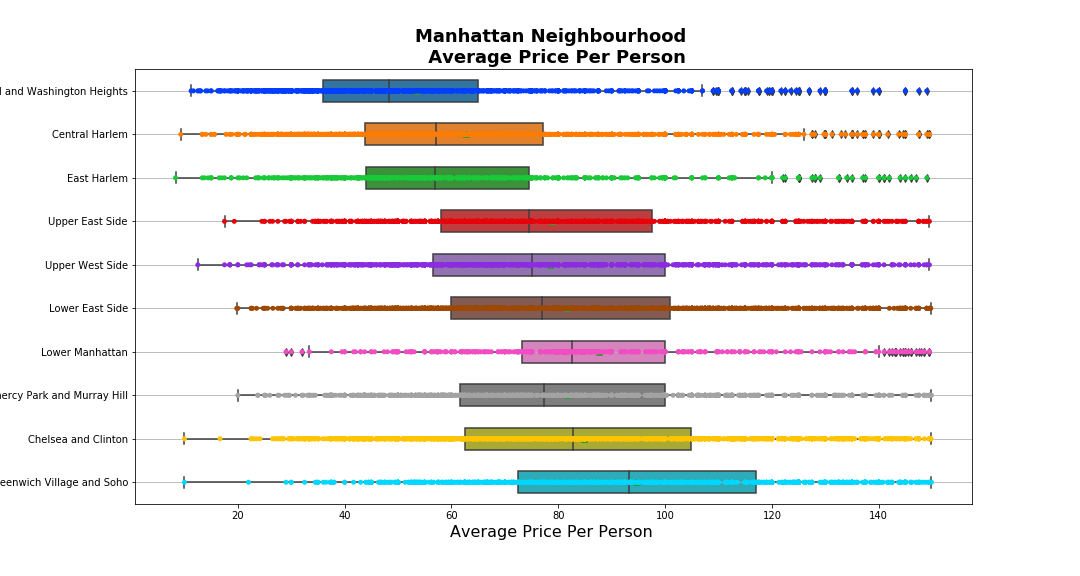 Manhattan Neighbourhood
Average Price Per Person
and Washington Heights
Central Harlem
East Harlem
Upper East Side
Upper West Side
Lower East Side
Lower Manhattan
Park and Murray Hill
Chelsea and Clinton
Village and Soho
20 40 60 80 100 120 140
Average Price Per Person